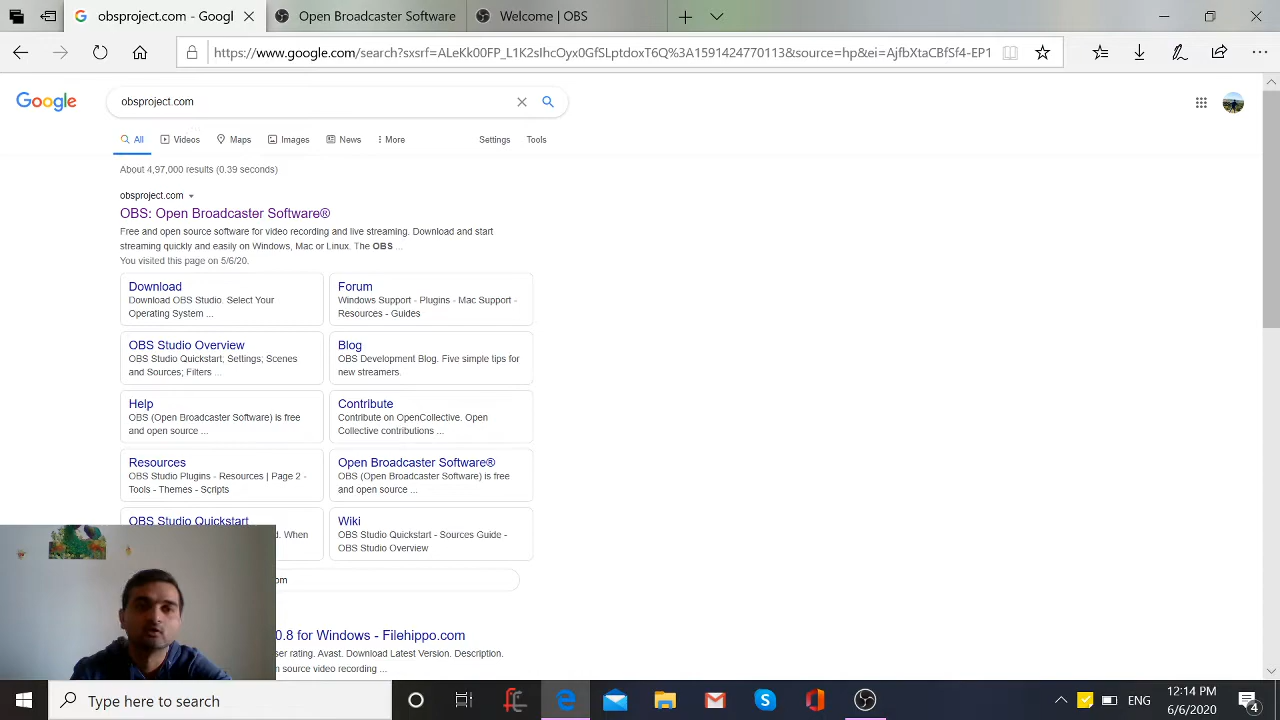 obsproject.com - Googl
Open Broadcaster Software
Welcome | OBS
https://www.google.com/search?sxsrf=ALeKk00FP_L1K2sIhcOyx0GfSLptdoxT6Q%3A1591424770113&source=hp&ei=AjfbXtaCBfSf4-EP1
Google
obsproject.com
All
Videos
Maps
Images
News
More
Settings
Tools
About 4,97,000 results (0.39 seconds)
obsproject.com
OBS: Open Broadcaster Software®
Free and open source software for video recording and live streaming. Download and start
streaming quickly and easily on Windows, Mac or Linux. The OBS ...
You visited this page on 5/6/20.
Download
Download OBS Studio. Select Your
Operating System ...
Forum
Windows Support - Plugins - Mac Support -
Resources - Guides
OBS Studio Overview
OBS Studio Quickstart; Settings; Scenes
and Sources; Filters ...
Blog
OBS Development Blog. Five simple tips for
new streamers.
Help
OBS (Open Broadcaster Software) is free
and open source ...
Contribute
Contribute on OpenCollective. Open
Collective contributions ...
Resources
OBS Studio Plugins - Resources | Page 2 -
Tools - Themes - Scripts
Open Broadcaster Software®
OBS (Open Broadcaster Software) is free
and open source ...
OBS Studio Quickstart
d. When
Wiki
OBS Studio Quickstart - Sources Guide -
OBS Studio Overview
om
0.8 for Windows - Filehippo.com
ser rating. Avast. Download Latest Version. Description.
n source video recording ...
Type here to search
ENG
12:14 PM
6/6/2020
4